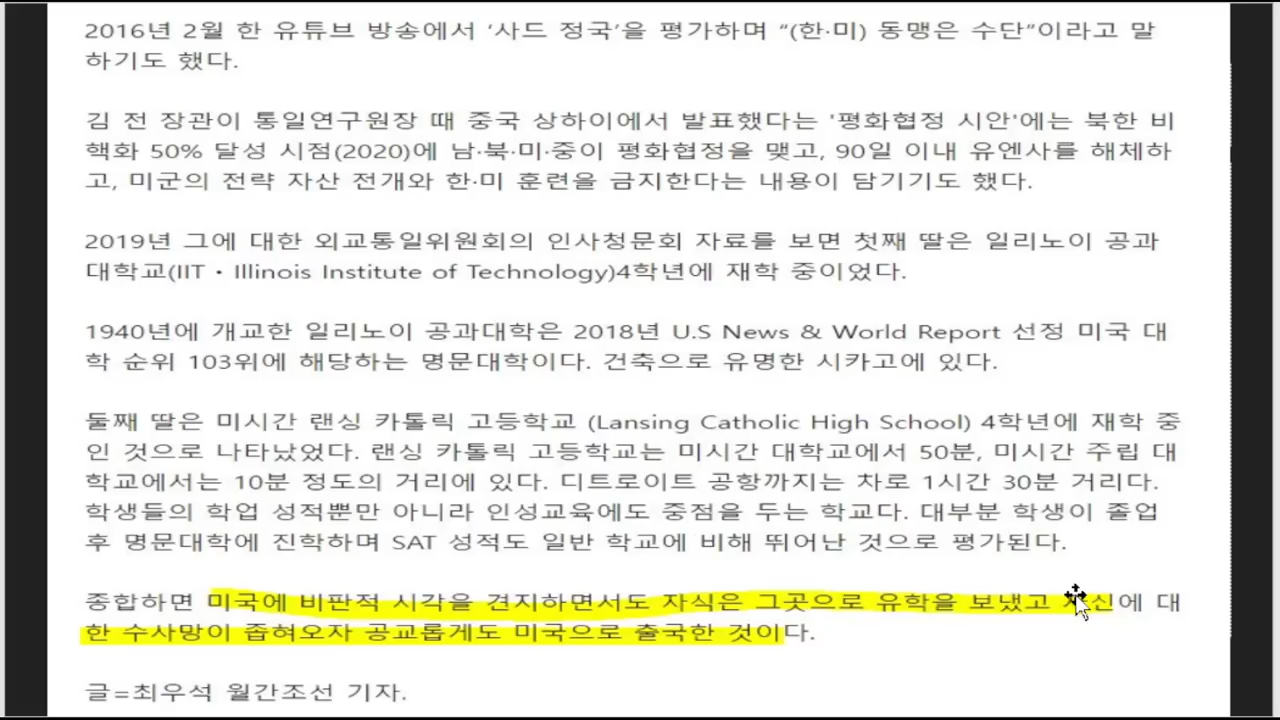 2016년 2월 한 유튜브 방송에서 ‘사드 정국’을 평가하며 “(한·미) 동맹은 수단”이라고 말
하기도 했다.
김 전 장관이 통일연구원장 때 중국 상하이에서 발표했다는 '평화협정 시안'에는 북한 비
핵화 50% 달성 시점(2020)에 남·북·미·중이 평화협정을 맺고, 90일 이내 유엔사를 해체하
고, 미군의 전략 자산 전개와 한·미 훈련을 금지한다는 내용이 담기기도 했다.
2019년 그에 대한 외교통일위원회의 인사청문회 자료를 보면 첫째 딸은 일리노이 공과
대학교(IIT・Illinois Institute of Technology)4학년에 재학 중이었다.
1940년에 개교한 일리노이 공과대학은 2018년 U.S News & World Report 선정 미국 대
학 순위 103위에 해당하는 명문대학이다. 건축으로 유명한 시카고에 있다.
둘째 딸은 미시간 랜싱 카톨릭 고등학교 (Lansing Catholic High School) 4학년에 재학 중
인 것으로 나타났었다. 랜싱 카톨릭 고등학교는 미시간 대학교에서 50분, 미시간 주립 대
학교에서는 10분 정도의 거리에 있다. 디트로이트 공항까지는 차로 1시간 30분 거리다.
학생들의 학업 성적뿐만 아니라 인성교육에도 중점을 두는 학교다. 대부분 학생이 졸업
후 명문대학에 진학하며 SAT 성적도 일반 학교에 비해 뛰어난 것으로 평가된다.
종합하면 미국에 비판적 시각을 견지하면서도 자식은 그곳으로 유학을 보냈고 자신에 대
한 수사망이 좁혀오자 공교롭게도 미국으로 출국한 것이다.
글=최우석 월간조선 기자.